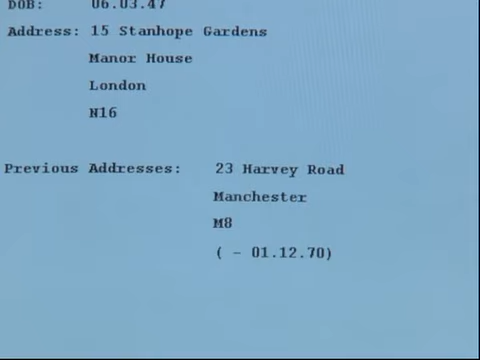 DOB: 06.03.47
Address: 15 Stanhope Gardens
Manor House
London
N16
Previous Addresses: 23 Harvey Road
Manchester
M8
( - 01.12.70)